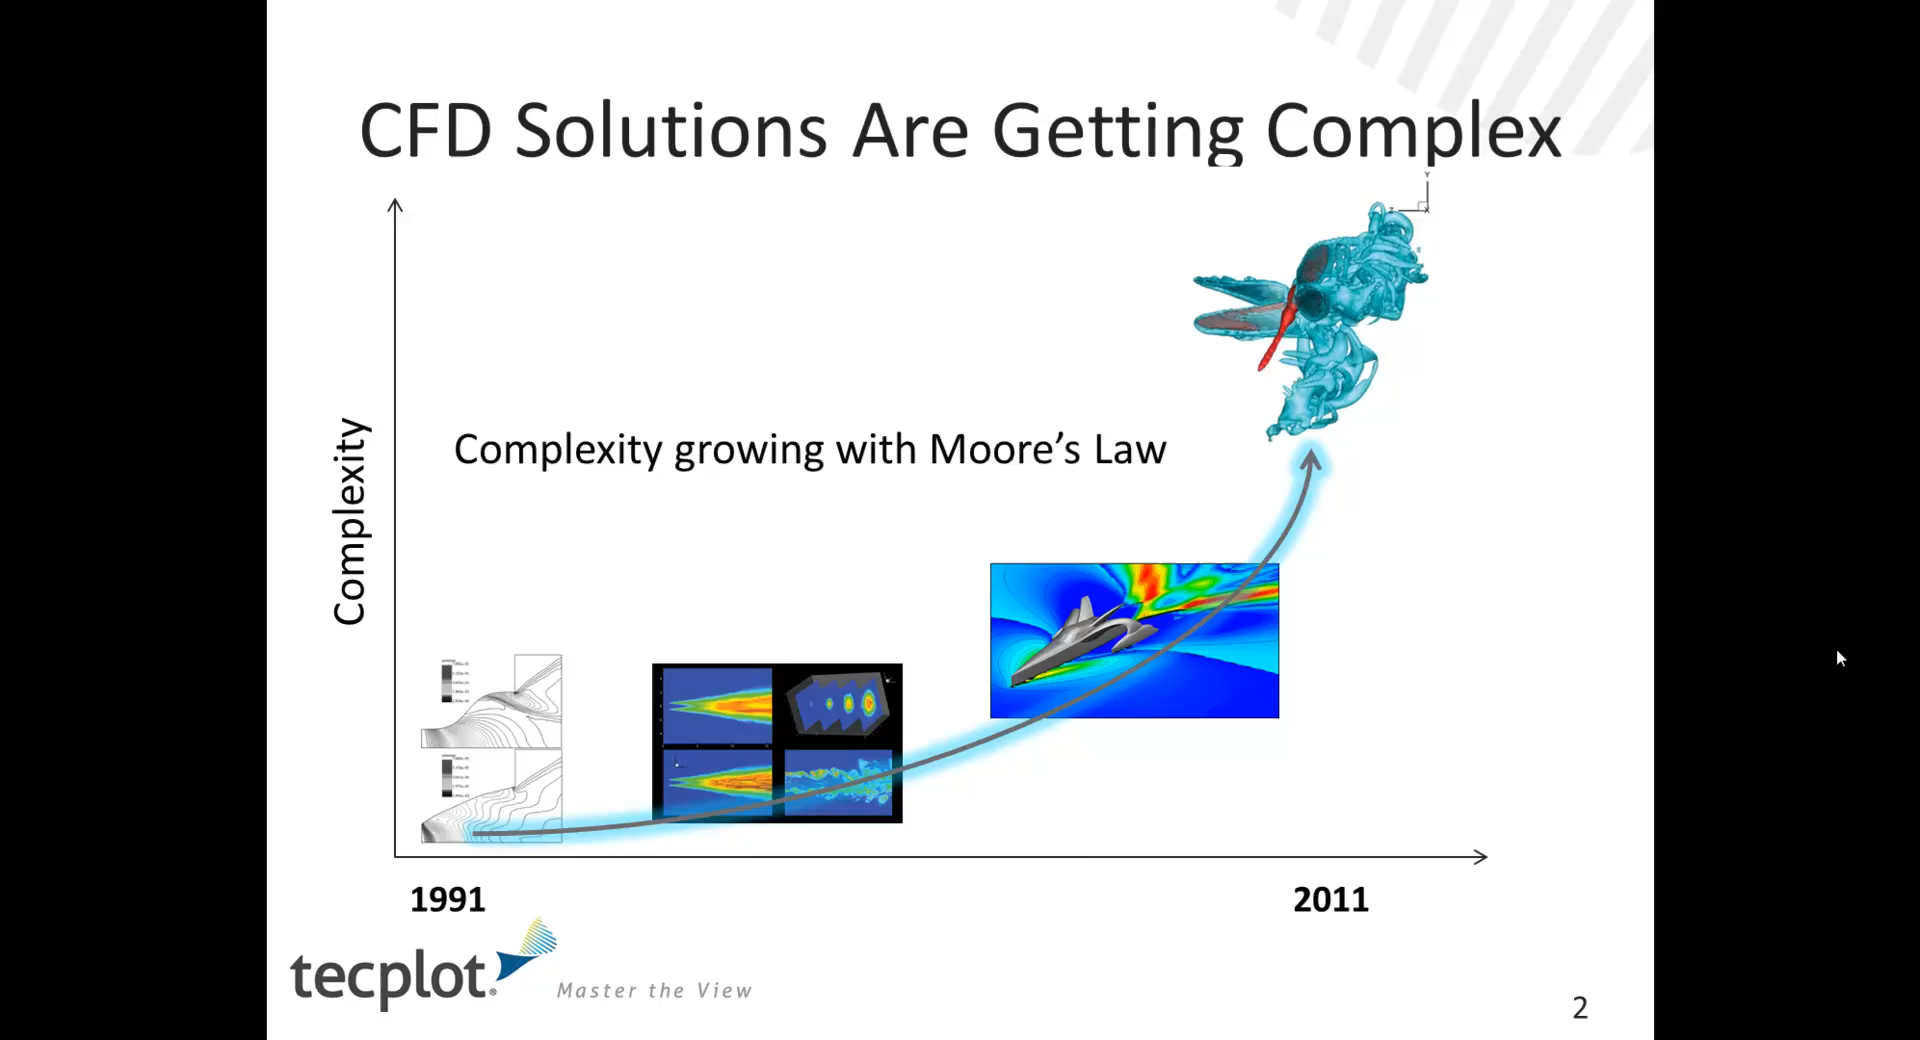 CFD Solutions Are Getting Complex
Y
Z
X
Complexity growing with Moore's Law
Complexity
1991
2011
tecplot®
Master the View
2